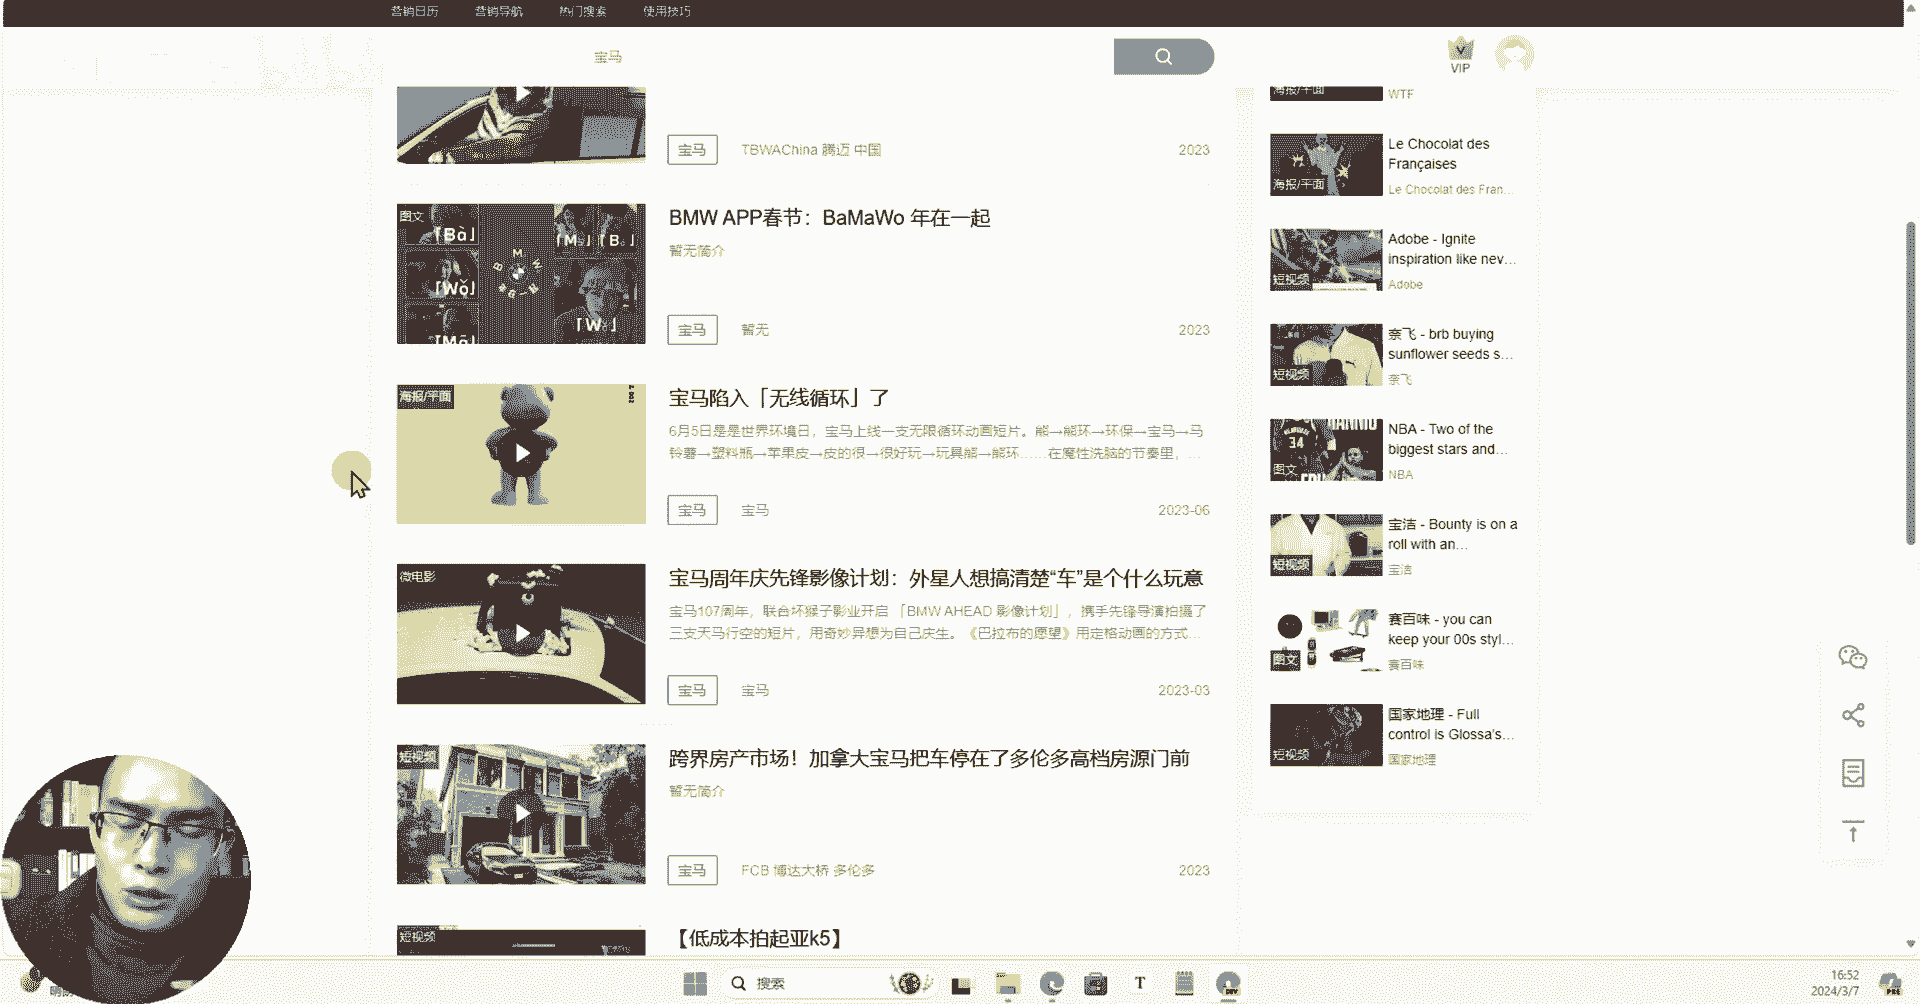 营销日历 营销导航 热门搜索 使用技巧
宝马
VIP
宝马 TBWAChina 腾迈 中国 2023
图文
「Bà」
「Wǒ」
BMW APP春节：BaMaWo 年在一起
暂无简介
宝马 暂无 2023
海报/平面
宝马陷入「无线循环」了
6月5日是是世界环境日，宝马上线一支无限循环动画短片。熊→熊环→环保→宝马→马
铃薯→塑料瓶→苹果皮→皮的很→很好玩→玩具熊→熊环……在魔性洗脑的节奏里，...
宝马 宝马 2023-06
微电影
宝马周年庆先锋影像计划：外星人想搞清楚“车”是个什么玩意
宝马107周年，联合坏猴子影业开启 「BMW AHEAD 影像计划」，携手先锋导演拍摄了
三支天马行空的短片，用奇妙异想为自己庆生。《巴拉布的愿望》用定格动画的方式...
宝马 宝马 2023-03
短视频
跨界房产市场！加拿大宝马把车停在了多伦多高档房源门前
暂无简介
宝马 FCB 博达大桥 多伦多 2023
短视频
【低成本拍起亚k5】
海报/平面
WTF
海报/平面
Le Chocolat des
Françaises
Le Chocolat des Fran...
短视频
Adobe - Ignite
inspiration like nev...
Adobe
短视频
奈飞 - brb buying
sunflower seeds s...
奈飞
34
图文
NBA - Two of the
biggest stars and...
NBA
短视频
宝洁 - Bounty is on a
roll with an...
宝洁
图文
赛百味 - you can
keep your 00s styl...
赛百味
短视频
国家地理 - Full
control is Glossa's...
国家地理
搜索
16:52
2024/3/7